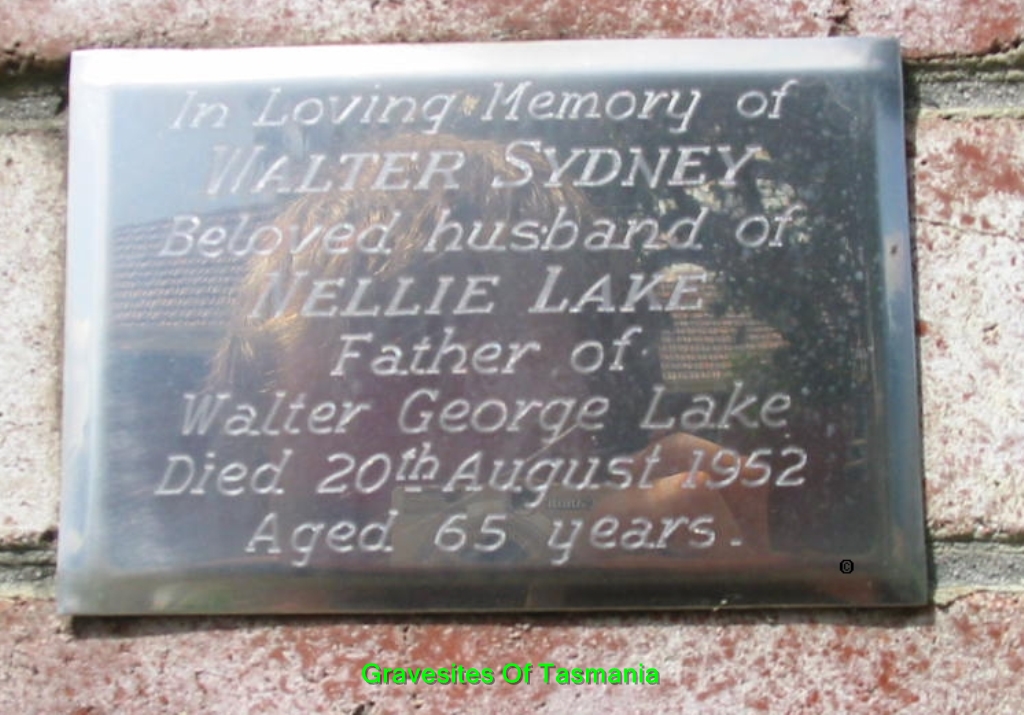 In Loving Memory of
WALTER SYDNEY
Beloved husband of
NELLIE LAKE
Father of
Walter George Lake
Died 20th August 1952
Aged 65 years.
©
Gravesites Of Tasmania